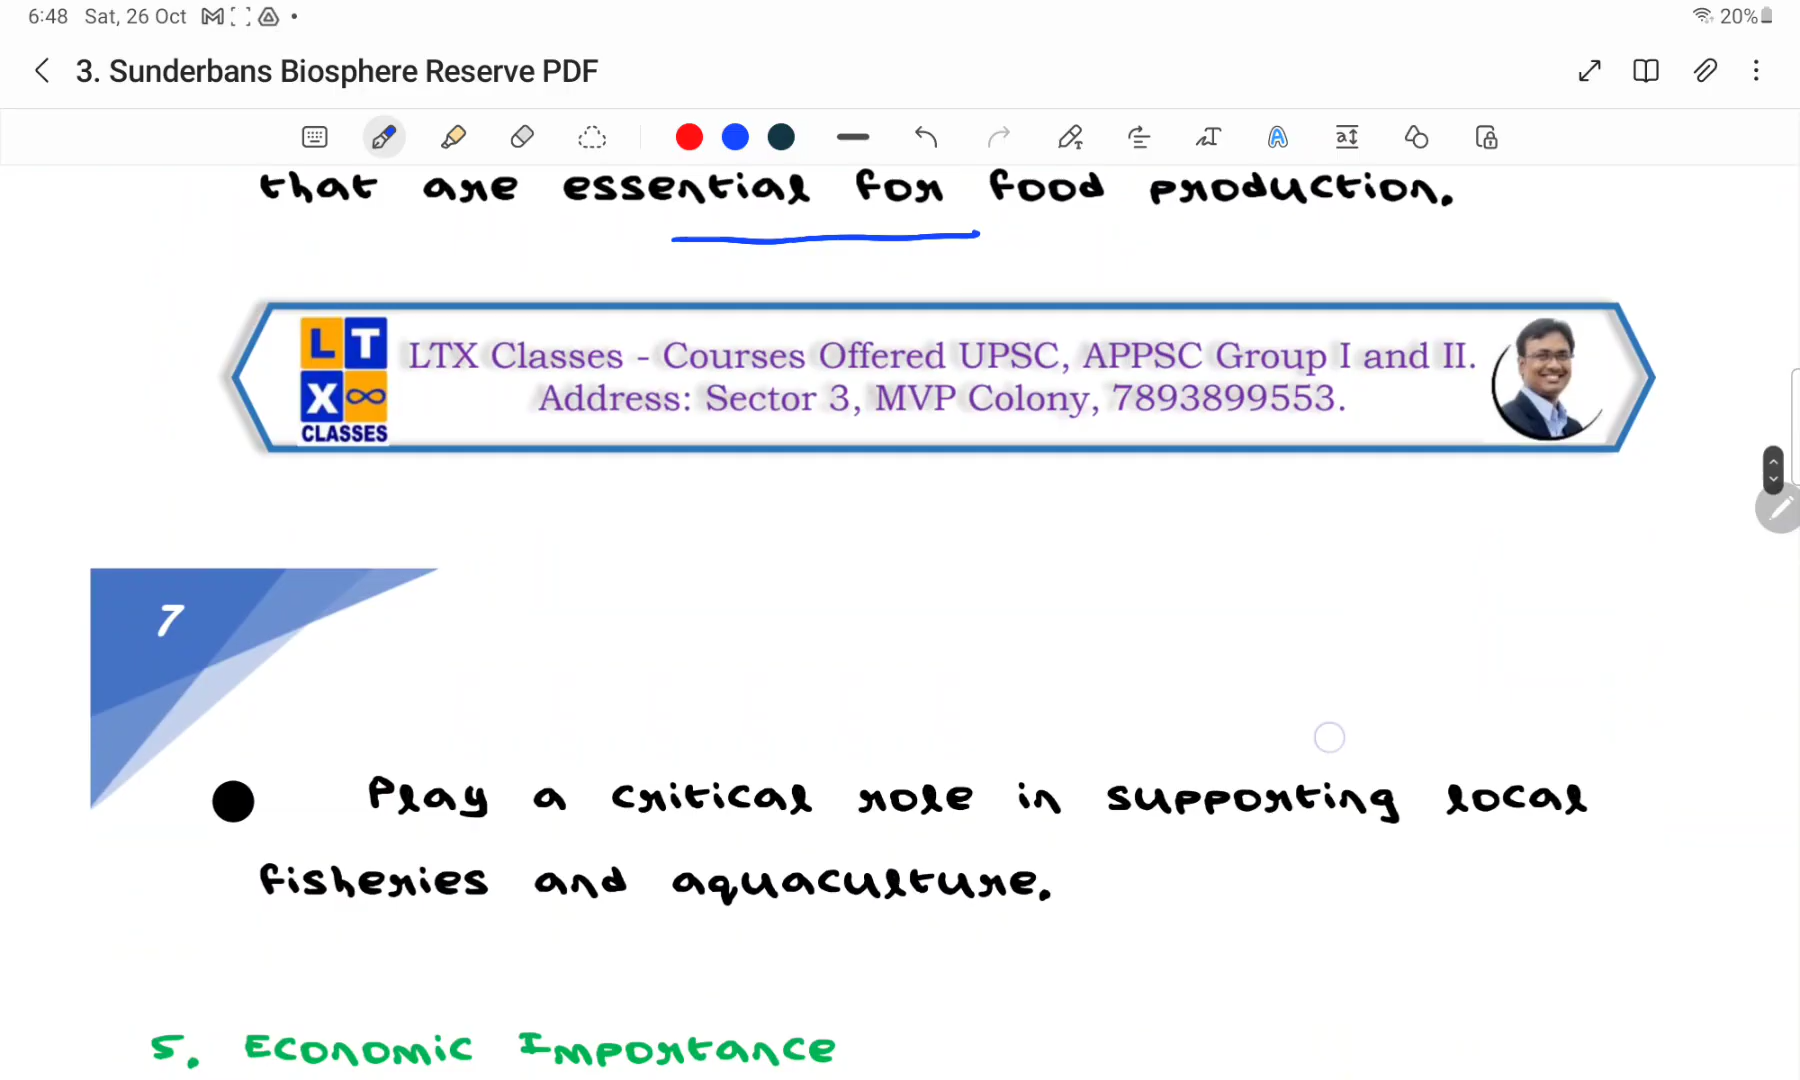 6:48 Sat, 26 Oct
20%
3. Sunderbans Biosphere Reserve PDF
that are essential for food production.
L T
X ∞
CLASSES
LTX Classes - Courses Offered UPSC, APPSC Group I and II.
Address: Sector 3, MVP Colony, 7893899553.
7
● Play a critical role in supporting local
fisheries and aquaculture.
5. Economic Importance